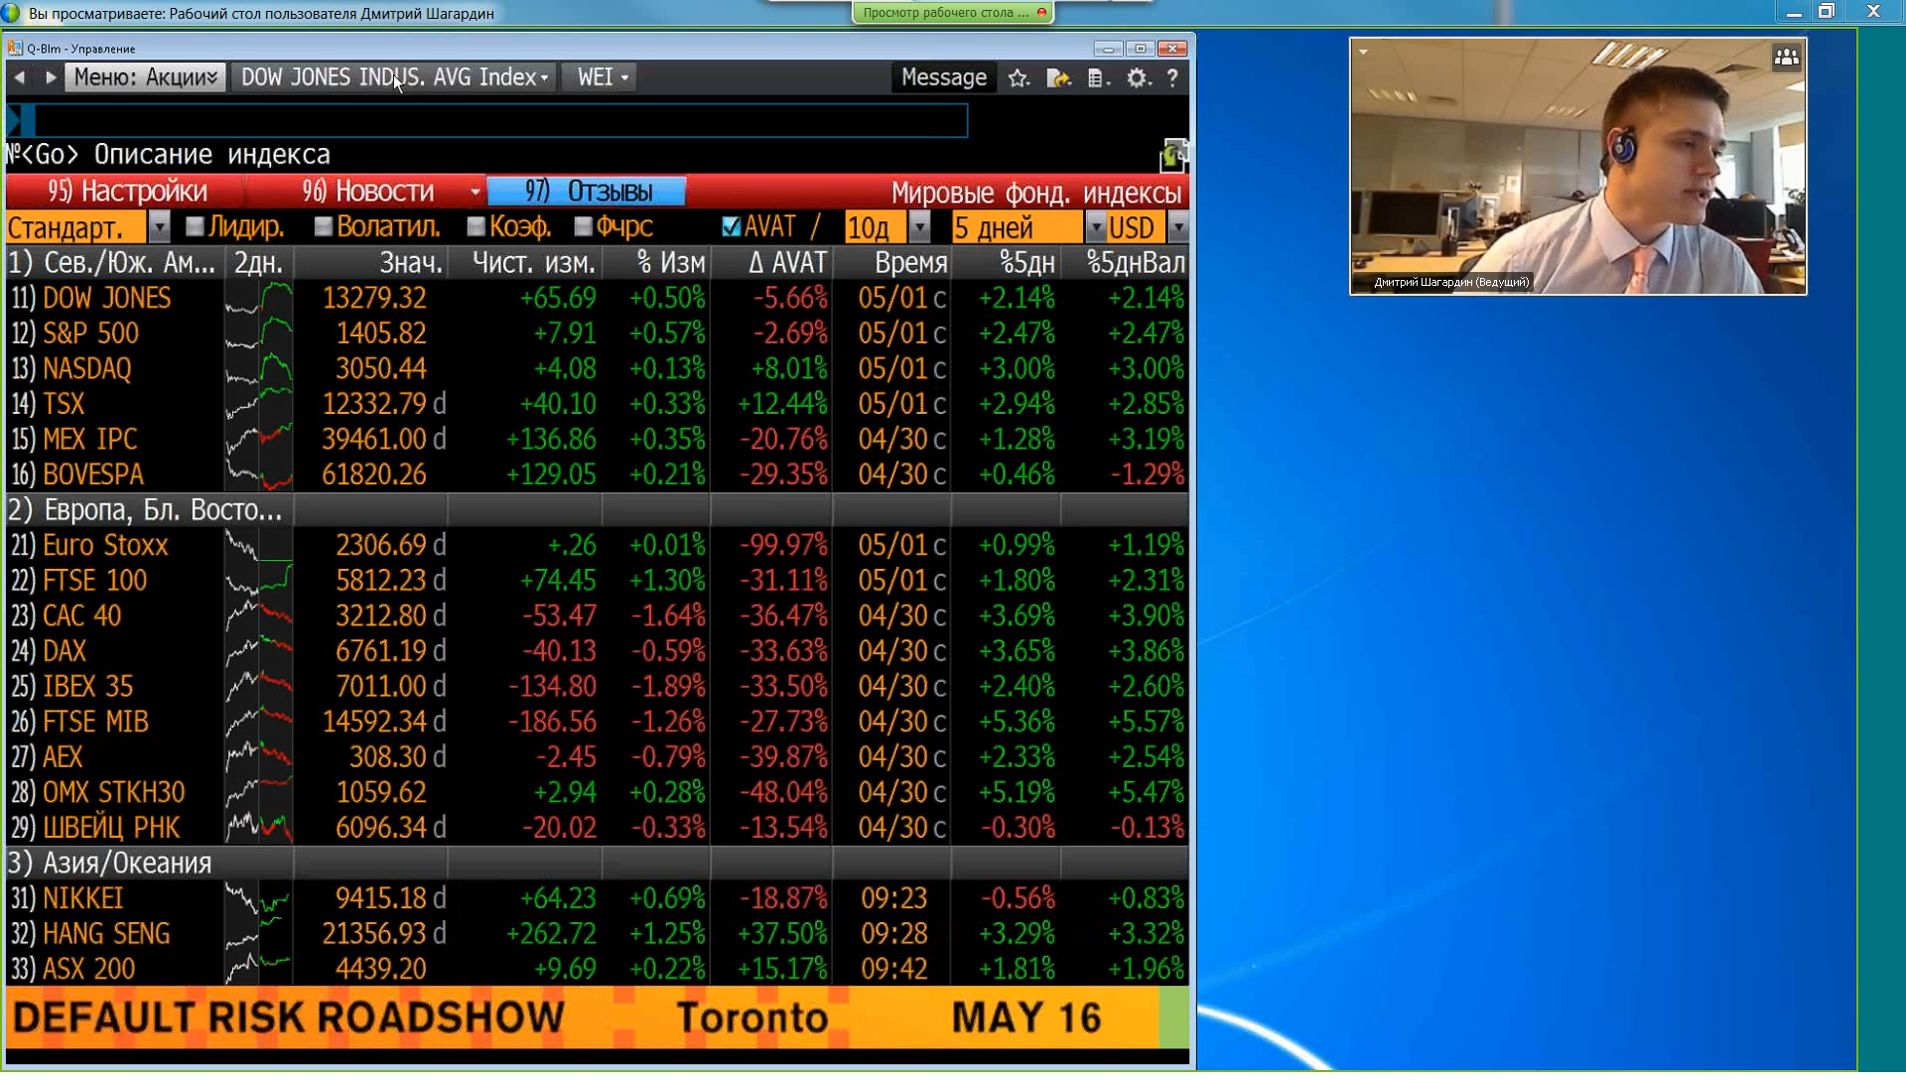 Вы просматриваете: Рабочий стол пользователя Дмитрий Шагардин
Просмотр рабочего стола ...
Q-Blm - Управление
Меню: Акции DOW JONES INDUS. AVG Index WEI Message ?
№<Go> Описание индекса
95) Настройки 96) Новости 97) Отзывы Мировые фонд. индексы
Стандарт. Лидир. Волатил. Коэф. Фчрс AVAT / 10д 5 дней USD
1) Сев./Юж. Ам... 2дн. Знач. Чист. изм. % Изм Δ AVAT Время %5дн %5днВал
11) DOW JONES 13279.32 +65.69 +0.50% -5.66% 05/01 c +2.14% +2.14%
12) S&P 500 1405.82 +7.91 +0.57% -2.69% 05/01 c +2.47% +2.47%
13) NASDAQ 3050.44 +4.08 +0.13% +8.01% 05/01 c +3.00% +3.00%
14) TSX 12332.79 d +40.10 +0.33% +12.44% 05/01 c +2.94% +2.85%
15) MEX IPC 39461.00 d +136.86 +0.35% -20.76% 04/30 c +1.28% +3.19%
16) BOVESPA 61820.26 +129.05 +0.21% -29.35% 04/30 c +0.46% -1.29%
2) Европа, Бл. Восто...
21) Euro Stoxx 2306.69 d +.26 +0.01% -99.97% 05/01 c +0.99% +1.19%
22) FTSE 100 5812.23 d +74.45 +1.30% -31.11% 05/01 c +1.80% +2.31%
23) CAC 40 3212.80 d -53.47 -1.64% -36.47% 04/30 c +3.69% +3.90%
24) DAX 6761.19 d -40.13 -0.59% -33.63% 04/30 c +3.65% +3.86%
25) IBEX 35 7011.00 d -134.80 -1.89% -33.50% 04/30 c +2.40% +2.60%
26) FTSE MIB 14592.34 d -186.56 -1.26% -27.73% 04/30 c +5.36% +5.57%
27) AEX 308.30 d -2.45 -0.79% -39.87% 04/30 c +2.33% +2.54%
28) OMX STKH30 1059.62 +2.94 +0.28% -48.04% 04/30 c +5.19% +5.47%
29) ШВЕЙЦ РНК 6096.34 d -20.02 -0.33% -13.54% 04/30 c -0.30% -0.13%
3) Азия/Океания
31) NIKKEI 9415.18 d +64.23 +0.69% -18.87% 09:23 -0.56% +0.83%
32) HANG SENG 21356.93 d +262.72 +1.25% +37.50% 09:28 +3.29% +3.32%
33) ASX 200 4439.20 +9.69 +0.22% +15.17% 09:42 +1.81% +1.96%
DEFAULT RISK ROADSHOW Toronto MAY 16
Дмитрий Шагардин (Ведущий)